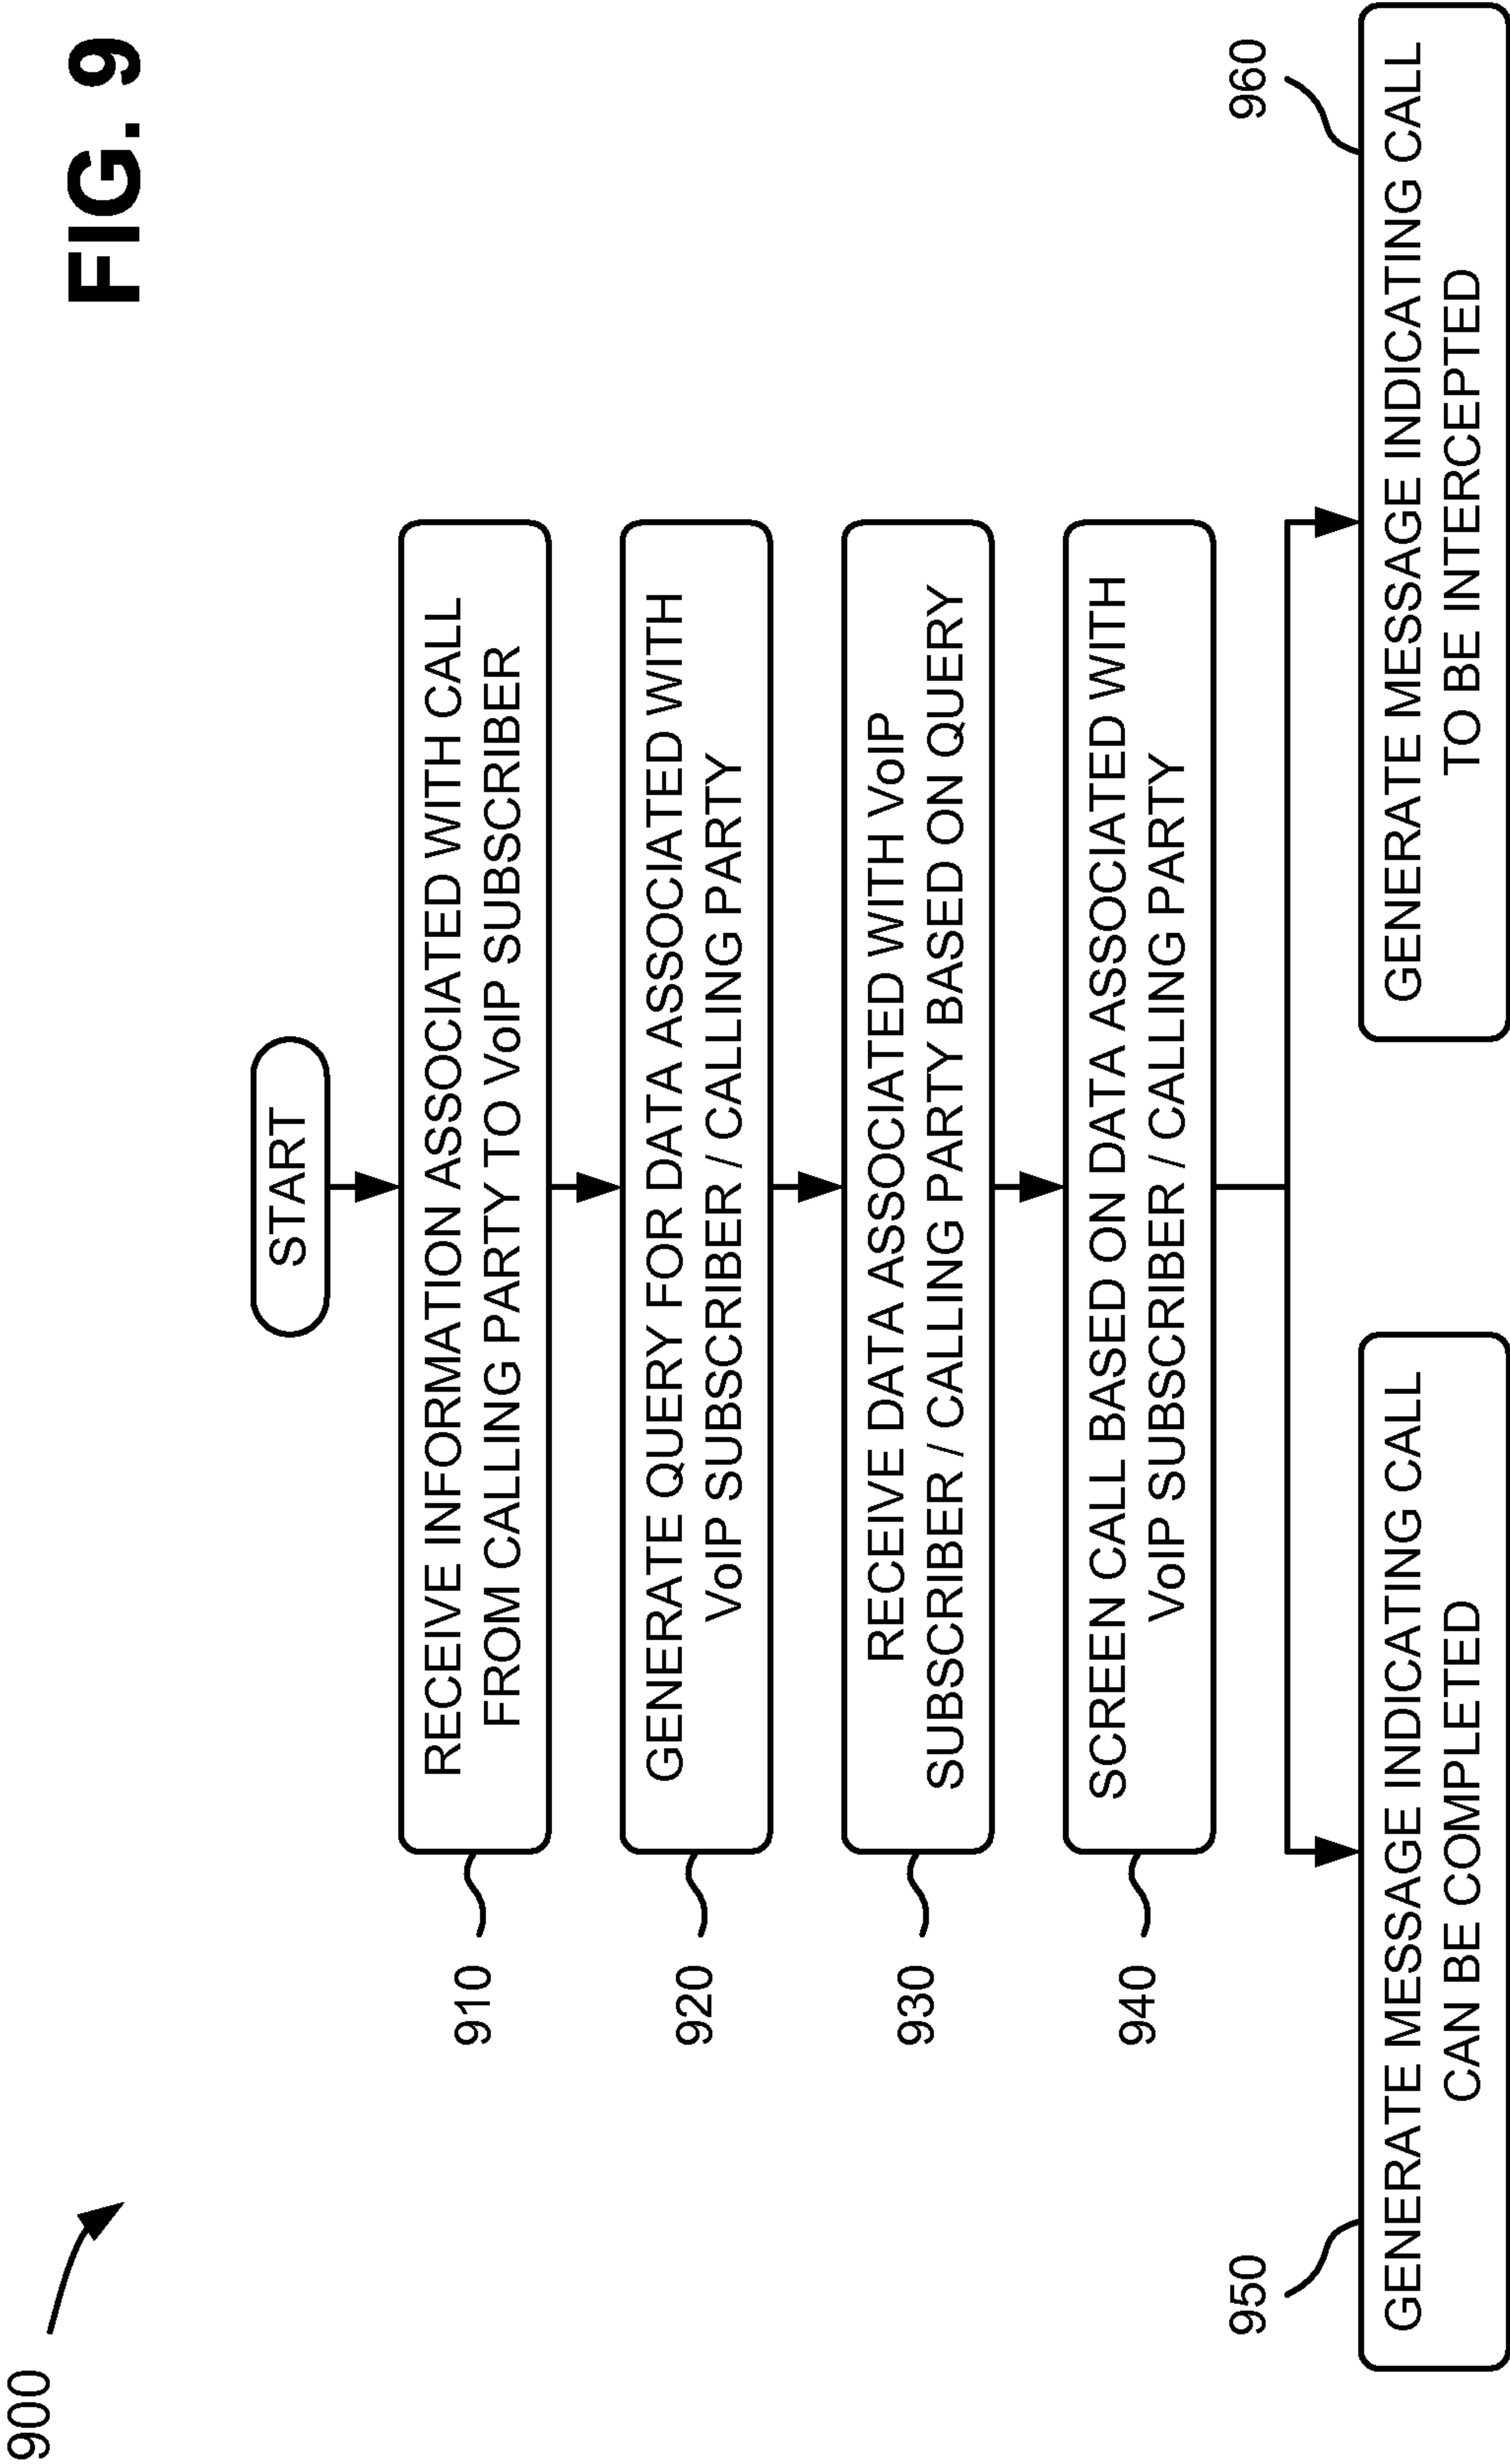 FIG. 9
900
START
910
RECEIVE INFORMATION ASSOCIATED WITH CALL
FROM CALLING PARTY TO VoIP SUBSCRIBER
920
GENERATE QUERY FOR DATA ASSOCIATED WITH
VoIP SUBSCRIBER / CALLING PARTY
930
RECEIVE DATA ASSOCIATED WITH VoIP
SUBSCRIBER / CALLING PARTY BASED ON QUERY
940
SCREEN CALL BASED ON DATA ASSOCIATED WITH
VoIP SUBSCRIBER / CALLING PARTY
950
GENERATE MESSAGE INDICATING CALL
CAN BE COMPLETED
960
GENERATE MESSAGE INDICATING CALL
TO BE INTERCEPTED